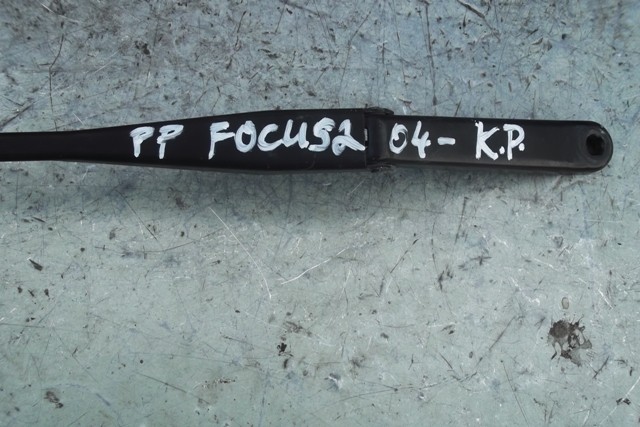 PP FOCUS2 04- K.P.